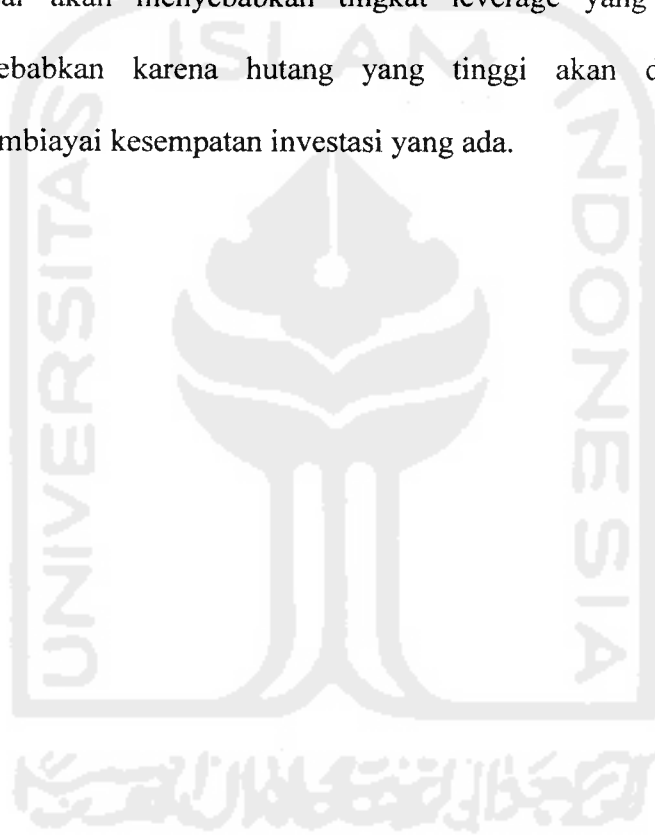 akan menyebabkan tingkat leverage yang
ebabkan karena hutang yang tinggi akan d
mbiayai kesempatan investasi yang ada.
ISLAM
UNIVERSITAS
INDONESIA